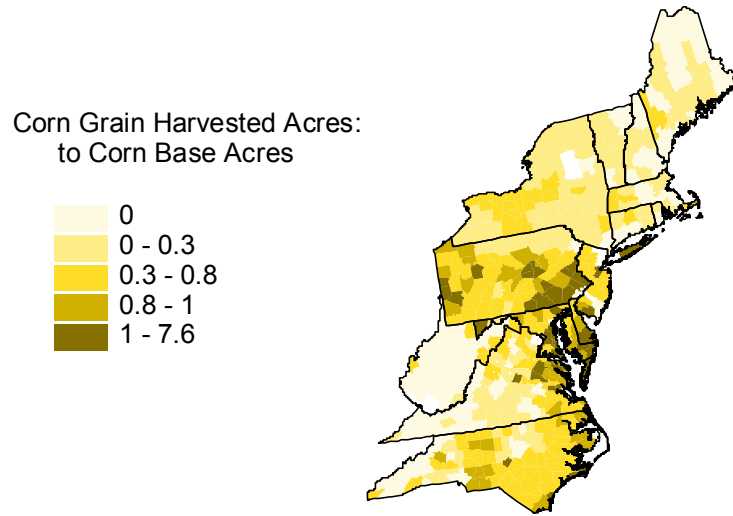 Corn Grain Harvested Acres:
to Corn Base Acres
0
0 - 0.3
0.3 - 0.8
0.8 - 1
1 - 7.6